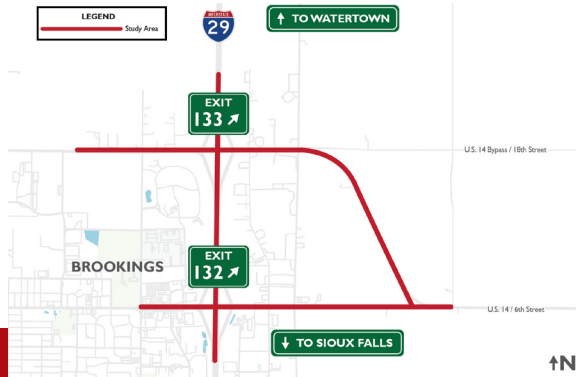 LEGEND
Study Area
INTERSTATE
29
↑ TO WATERTOWN
EXIT
133 ↗
U.S. 14 Bypass / 18th Street
BROOKINGS
EXIT
132 ↗
U.S. 14 / 6th Street
↓ TO SIOUX FALLS
↑N